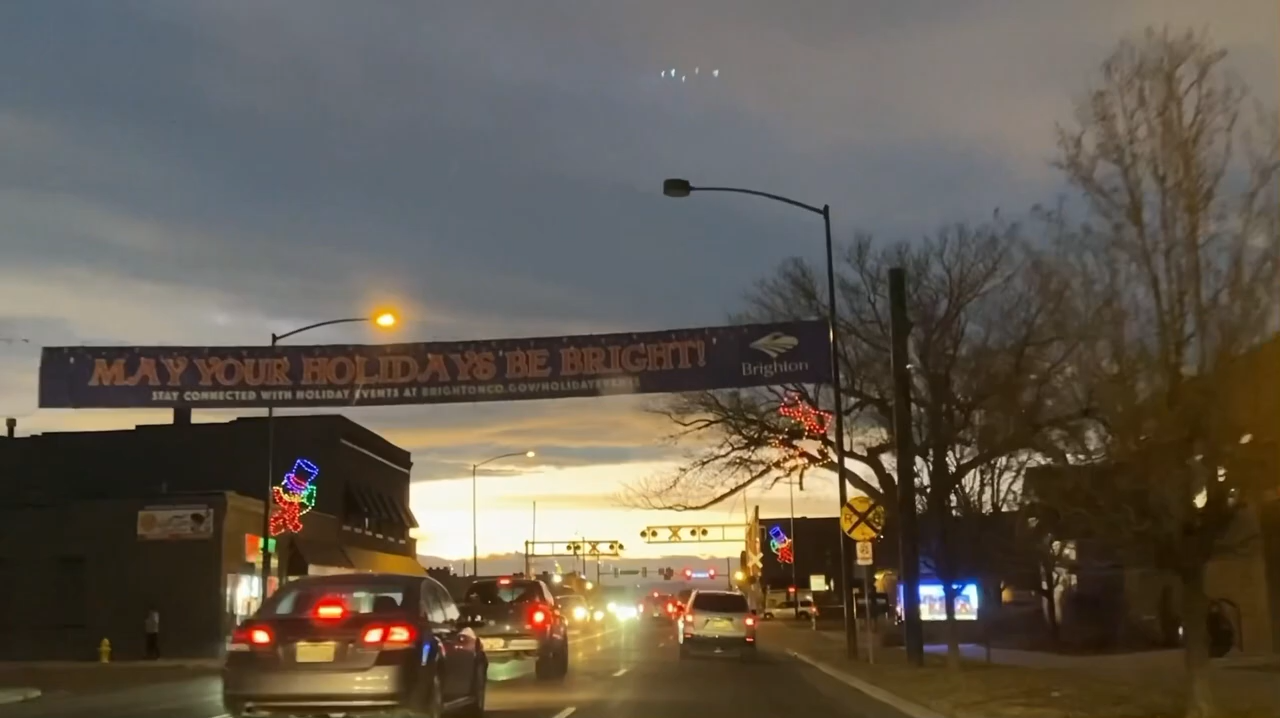 MAY YOUR HOLIDAYS BE BRIGHT!
STAY CONNECTED WITH HOLIDAY EVENTS AT BRIGHTONCO.GOV/HOLIDAYEVENTS
Brighton
R R